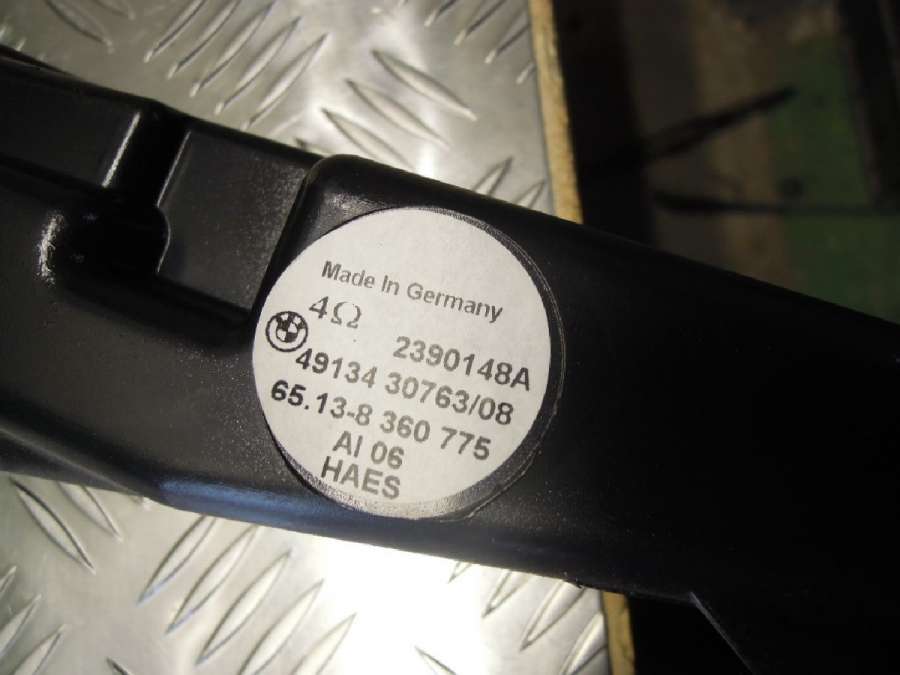 Made In Germany
4Ω 2390148A
49134 30763/08
65.13-8 360 775
AI 06
HAES